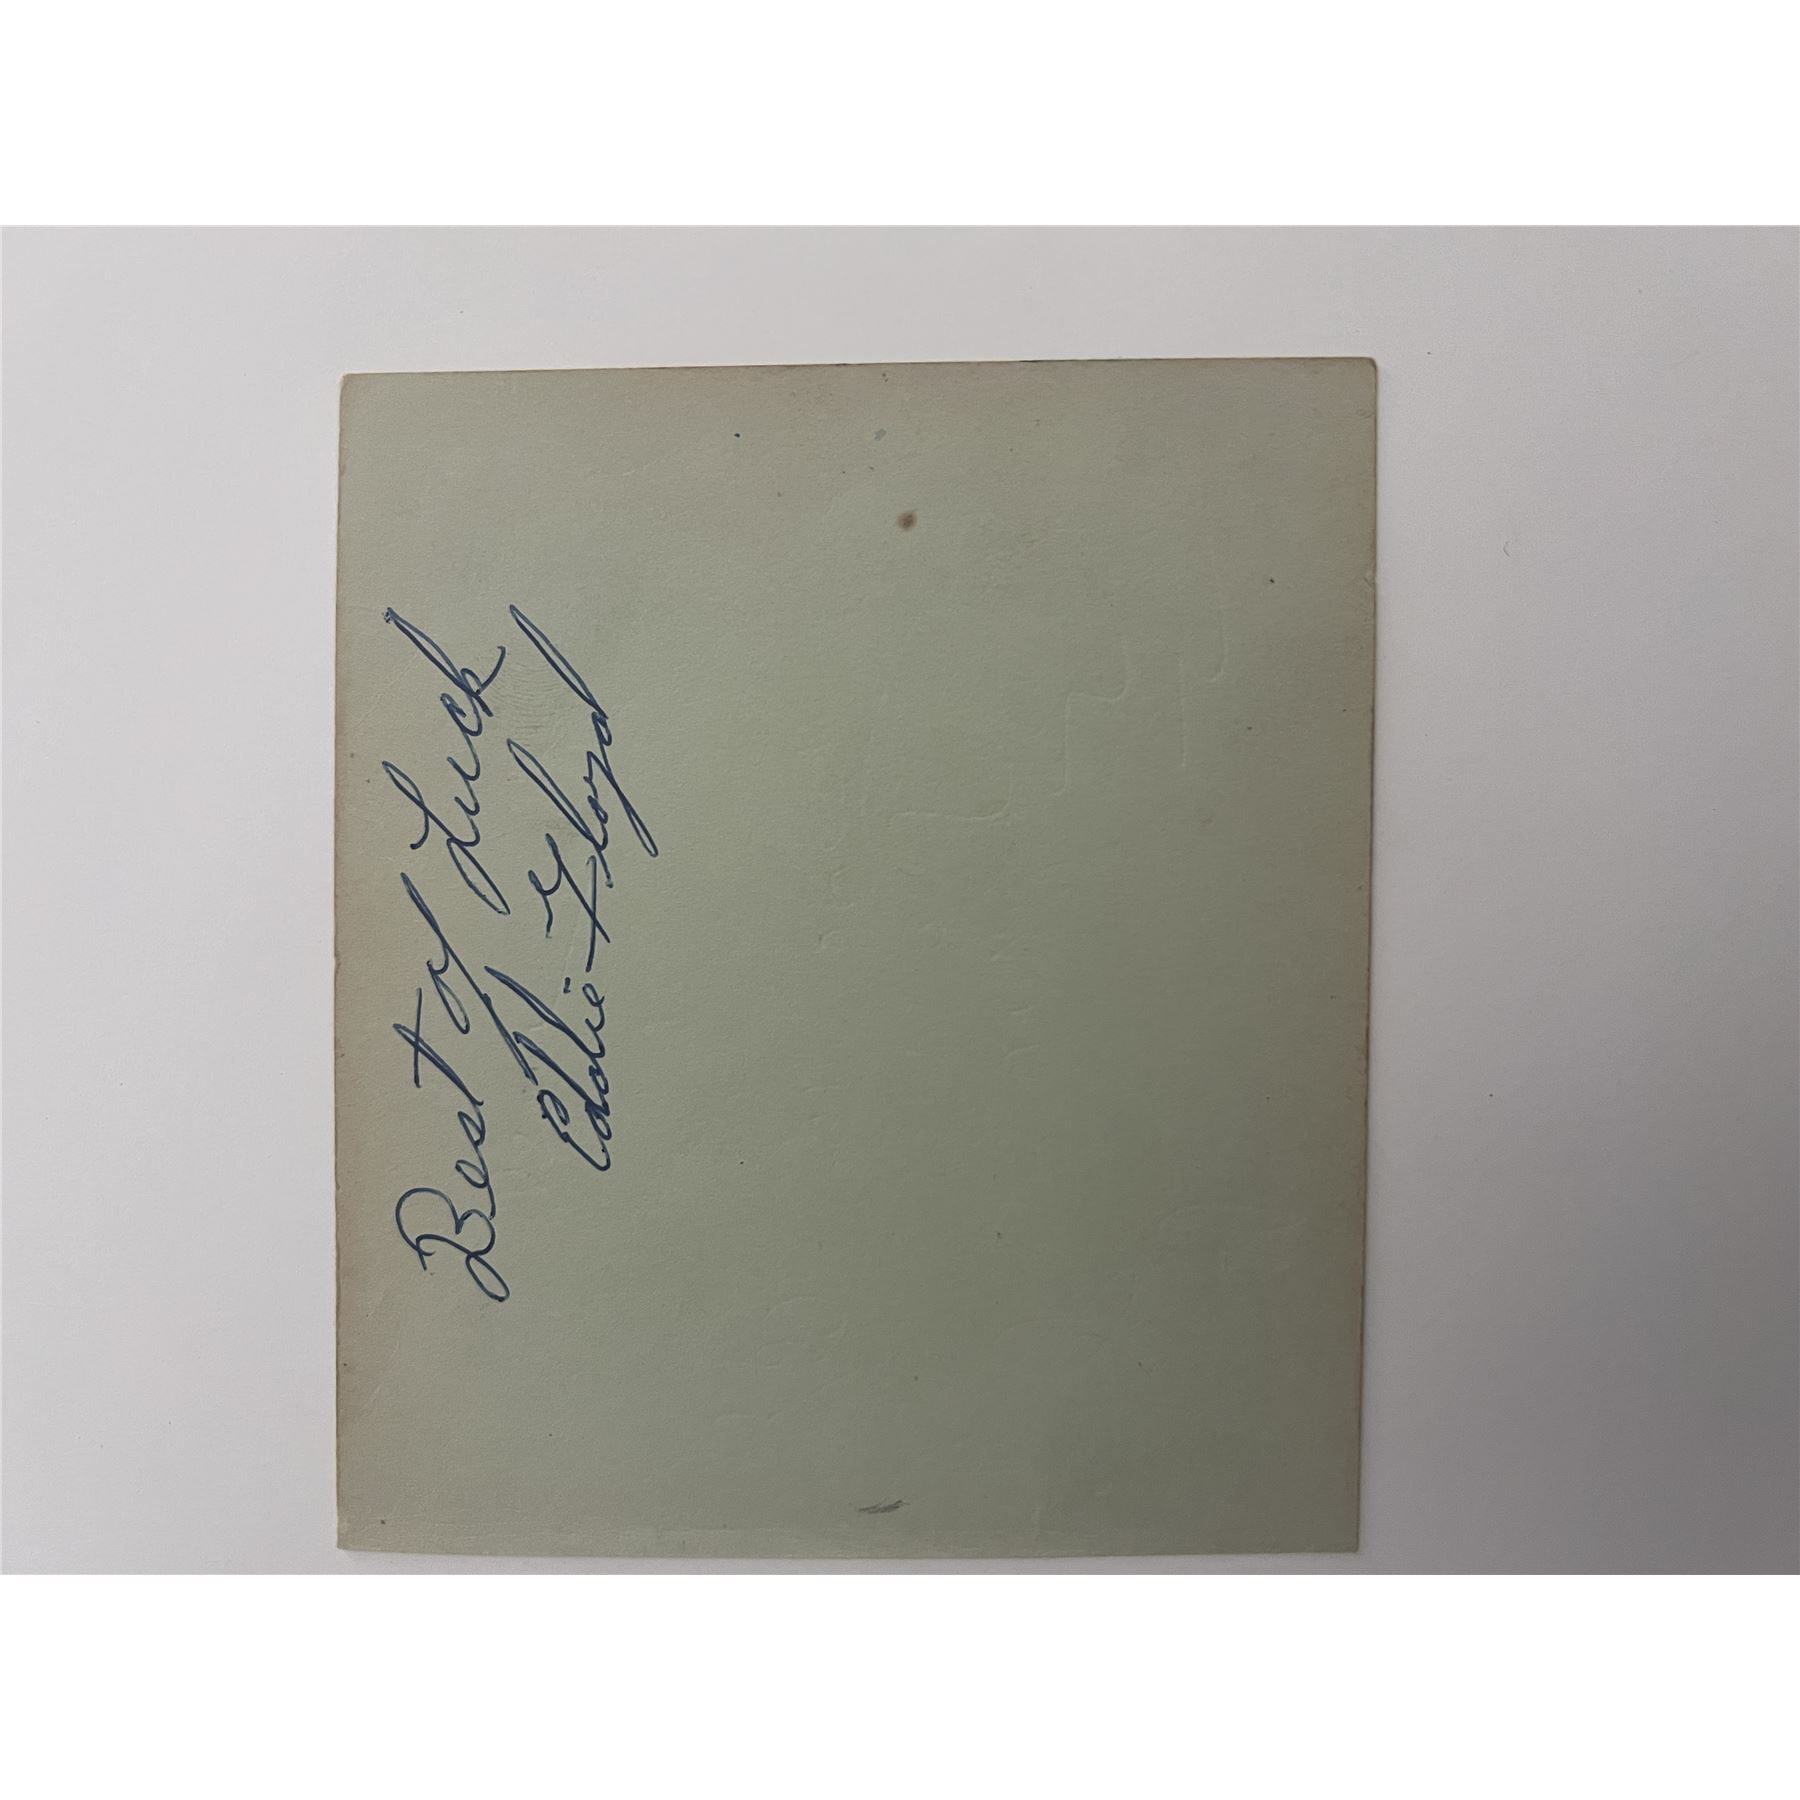 Best of Luck
Eddie Floyd